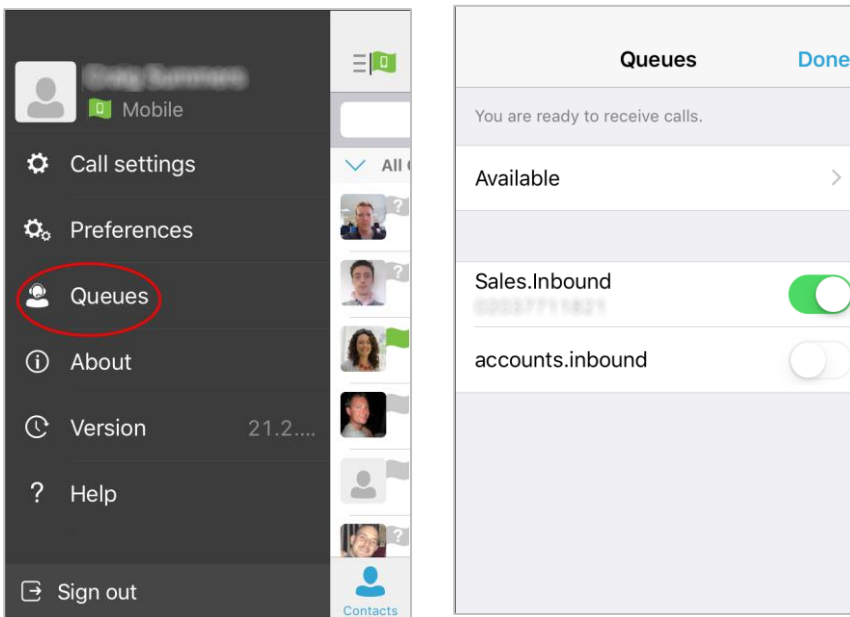 Mobile
Call settings
Preferences
Queues
About
Version 21.2....
Help
Sign out
All
?
?
?
Contacts
Queues Done
You are ready to receive calls.
Available
Sales.Inbound
accounts.inbound